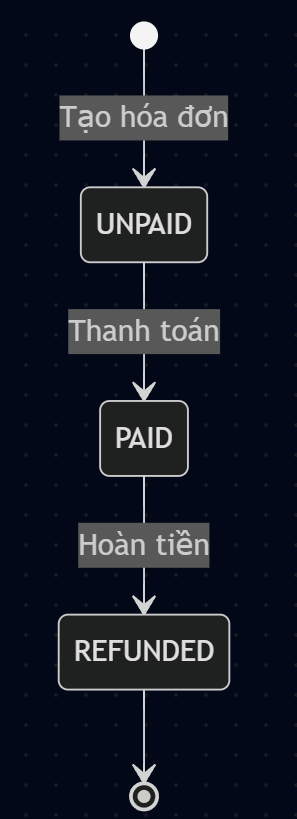 Tạo hóa đơn
UNPAID
Thanh toán
PAID
Hoàn tiền
REFUNDED